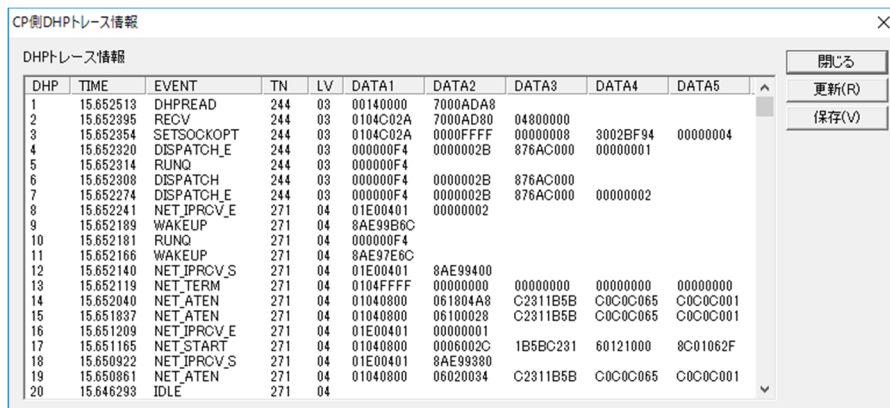 CP側DHPトレース情報
DHPトレース情報
閉じる
更新(R)
保存(V)
DHP TIME EVENT TN LV DATA1 DATA2 DATA3 DATA4 DATA5
1 15.652513 DHPREAD 244 03 00140000 7000ADA8
2 15.652395 RECV 244 03 0104C02A 7000AD80 04800000
3 15.652354 SETSOCKOPT 244 03 0104C02A 0000FFFF 00000008 3002BF94 00000004
4 15.652320 DISPATCH_E 244 03 000000F4 0000002B 876AC000 00000001
5 15.652314 RUNQ 244 03 000000F4
6 15.652308 DISPATCH 244 03 000000F4 0000002B 876AC000
7 15.652274 DISPATCH_E 244 03 000000F4 0000002B 876AC000 00000002
8 15.652241 NET_IPRCV_E 271 04 01E00401 00000002
9 15.652189 WAKEUP 271 04 8AE99B6C
10 15.652181 RUNQ 271 04 000000F4
11 15.652166 WAKEUP 271 04 8AE97E6C
12 15.652140 NET_IPRCV_S 271 04 01E00401 8AE99400
13 15.652119 NET_TERM 271 04 0104FFFF 00000000 00000000 00000000 00000000
14 15.652040 NET_ATEN 271 04 01040800 061804A8 C2311B5B C0C0C065 C0C0C001
15 15.651837 NET_ATEN 271 04 01040800 06100028 C2311B5B C0C0C065 C0C0C001
16 15.651209 NET_IPRCV_E 271 04 01E00401 00000001
17 15.651165 NET_START 271 04 01040800 0006002C 1B5BC231 60121000 8C01062F
18 15.650922 NET_IPRCV_S 271 04 01E00401 8AE99380
19 15.650861 NET_ATEN 271 04 01040800 06020034 C2311B5B C0C0C065 C0C0C001
20 15.646293 IDLE 271 04